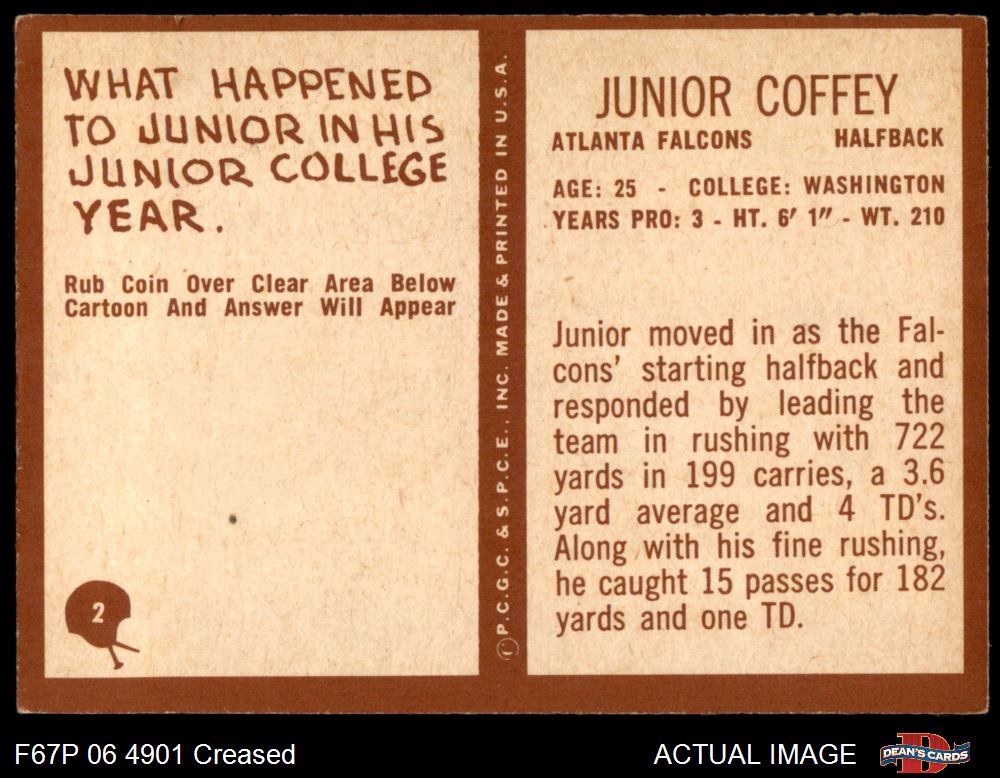 WHAT HAPPENED
TO JUNIOR IN HIS
JUNIOR COLLEGE
YEAR.
Rub Coin Over Clear Area Below
Cartoon And Answer Will Appear
2
©P.C.G.C. & S.P.C.E., INC. MADE & PRINTED IN U.S.A.
JUNIOR COFFEY
ATLANTA FALCONS HALFBACK
AGE: 25 - COLLEGE: WASHINGTON
YEARS PRO: 3 - HT. 6' 1" - WT. 210
Junior moved in as the Fal-
cons' starting halfback and
responded by leading the
team in rushing with 722
yards in 199 carries, a 3.6
yard average and 4 TD's.
Along with his fine rushing,
he caught 15 passes for 182
yards and one TD.
F67P 06 4901 Creased
ACTUAL IMAGE
DEAN'S CARDS